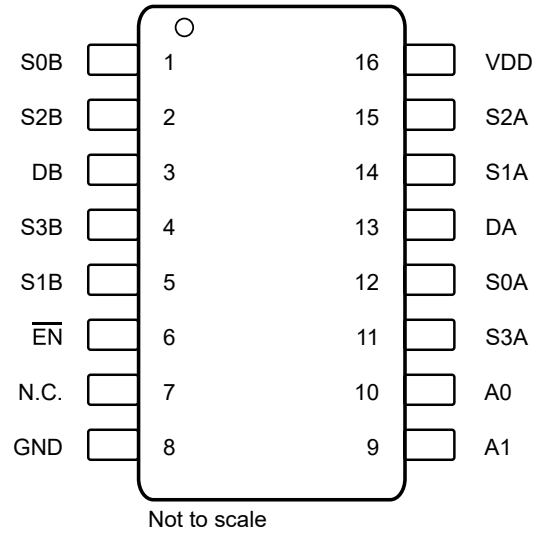 S0B 1 16 VDD
S2B 2 15 S2A
DB 3 14 S1A
S3B 4 13 DA
S1B 5 12 S0A
EN 6 11 S3A
N.C. 7 10 A0
GND 8 9 A1
Not to scale